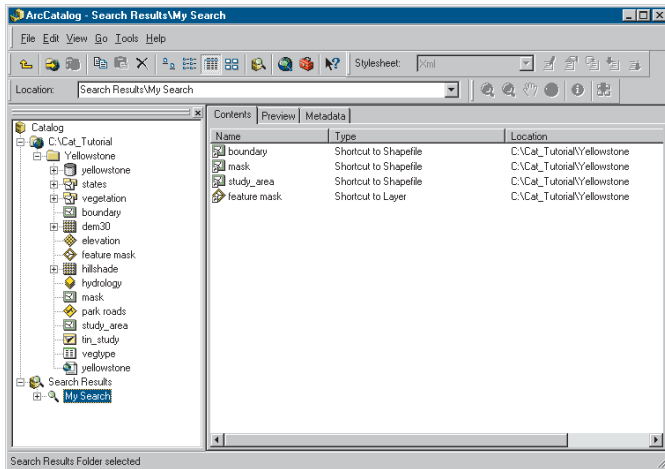 ArcCatalog - Search Results\My Search
File Edit View Go Tools Help
Stylesheet: Xml
Location: Search Results\My Search
Contents Preview Metadata
Catalog
C:\Cat_Tutorial
Yellowstone
yellowstone
states
vegetation
boundary
dem30
elevation
feature mask
hillshade
hydrology
mask
park roads
study_area
tin_study
vegtype
yellowstone
Search Results
My Search
Name Type Location
boundary Shortcut to Shapefile C:\Cat_Tutorial\Yellowstone
mask Shortcut to Shapefile C:\Cat_Tutorial\Yellowstone
study_area Shortcut to Shapefile C:\Cat_Tutorial\Yellowstone
feature mask Shortcut to Layer C:\Cat_Tutorial\Yellowstone
Search Results Folder selected